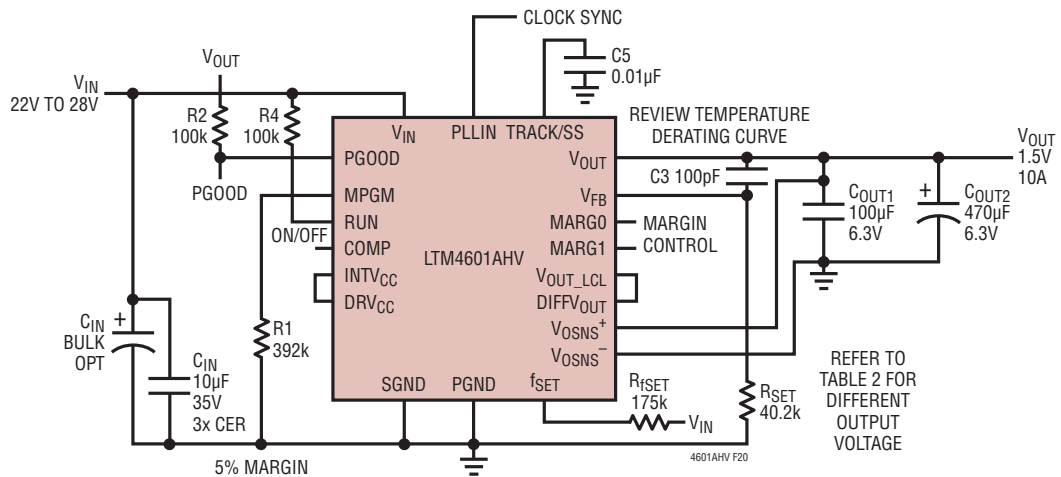 CLOCK SYNC
C5
0.01µF
VOUT
VIN
22V TO 28V
R2
100k
R4
100k
REVIEW TEMPERATURE
DERATING CURVE
VIN
PLLIN
TRACK/SS
PGOOD
MPGM
RUN
COMP
INTVCC
DRVCC
LTM4601AHV
VOUT
VFB
MARG0
MARG1
VOUT_LCL
DIFFVOUT
VOSNS+
VOSNS–
SGND
PGND
fSET
PGOOD
ON/OFF
C3 100pF
MARGIN
CONTROL
COUT1
100µF
6.3V
+
COUT2
470µF
6.3V
VOUT
1.5V
10A
CIN
BULK
OPT
+
CIN
10µF
35V
3x CER
R1
392k
5% MARGIN
RfSET
175k
VIN
RSET
40.2k
REFER TO
TABLE 2 FOR
DIFFERENT
OUTPUT
VOLTAGE
4601AHV F20